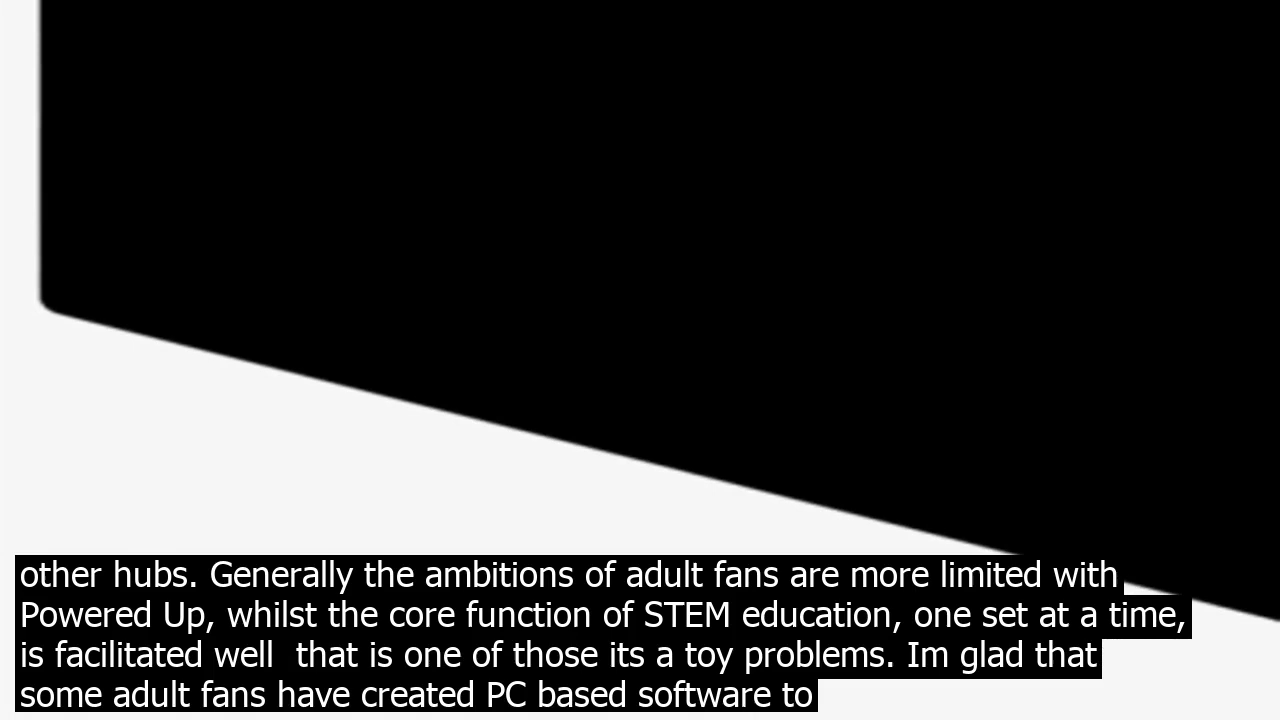 other hubs. Generally the ambitions of adult fans are more limited with
Powered Up, whilst the core function of STEM education, one set at a time,
is facilitated well  that is one of those its a toy problems. Im glad that
some adult fans have created PC based software to